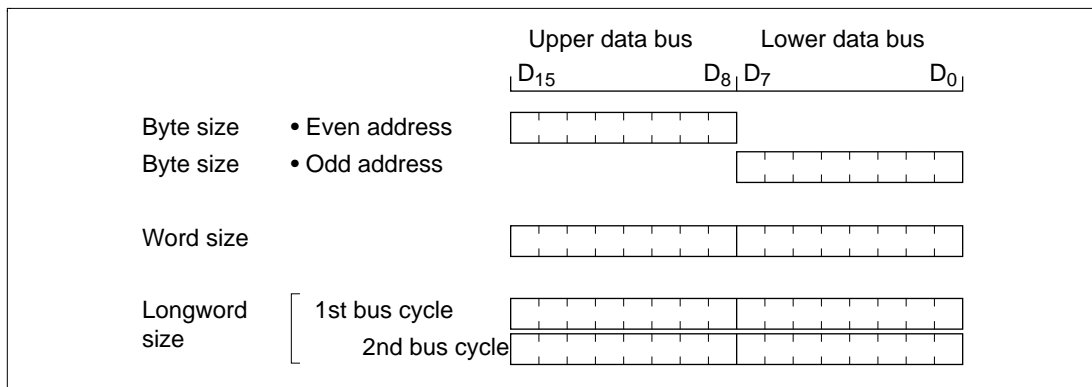 Upper data bus Lower data bus
D15 D8 D7 D0
Byte size • Even address
Byte size • Odd address
Word size
Longword size 1st bus cycle
2nd bus cycle